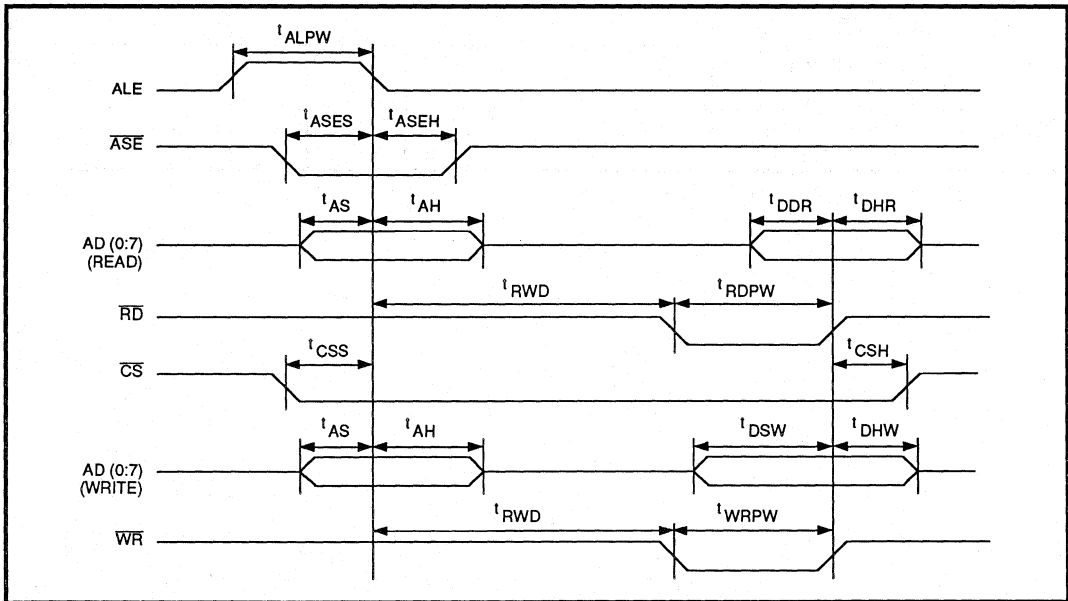 tALPW
ALE
tASES tASEH
ASE
tAS tAH tDDR tDHR
AD (0:7)
(READ)
tRWD tRDPW
RD
tCSS tCSH
CS
tAS tAH tDSW tDHW
AD (0:7)
(WRITE)
tRWD tWRPW
WR